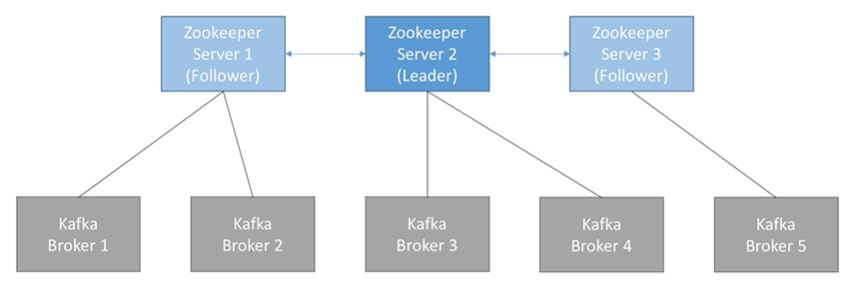 Zookeeper
Server 1
(Follower)
Zookeeper
Server 2
(Leader)
Zookeeper
Server 3
(Follower)
Kafka
Broker 1
Kafka
Broker 2
Kafka
Broker 3
Kafka
Broker 4
Kafka
Broker 5